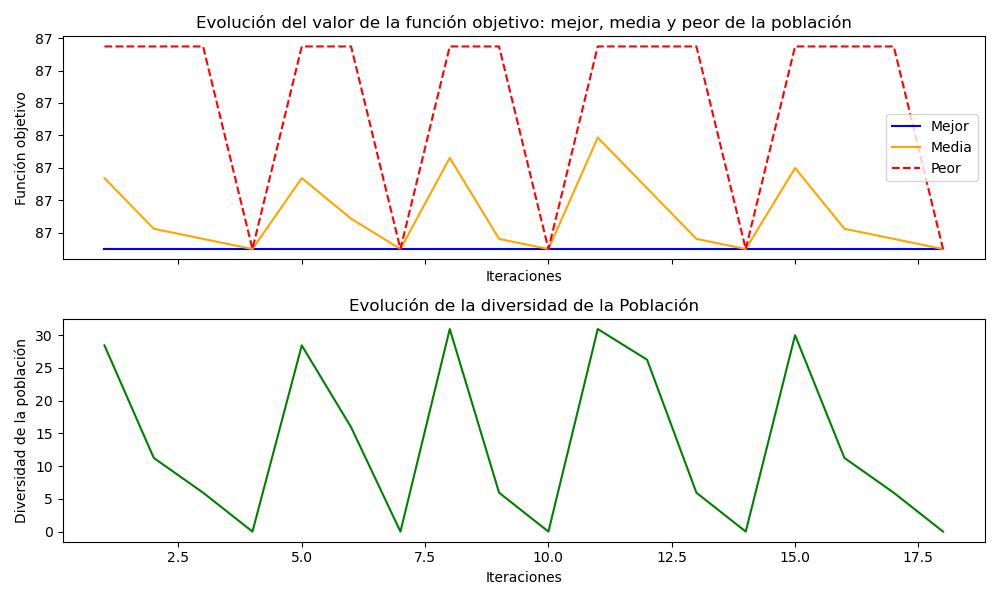 Evolución del valor de la función objetivo: mejor, media y peor de la población
87
87
87
87
87
87
87
Función objetivo
Mejor
Media
Peor
Iteraciones
Evolución de la diversidad de la Población
30
25
20
15
10
5
0
Diversidad de la población
2.5 5.0 7.5 10.0 12.5 15.0 17.5
Iteraciones